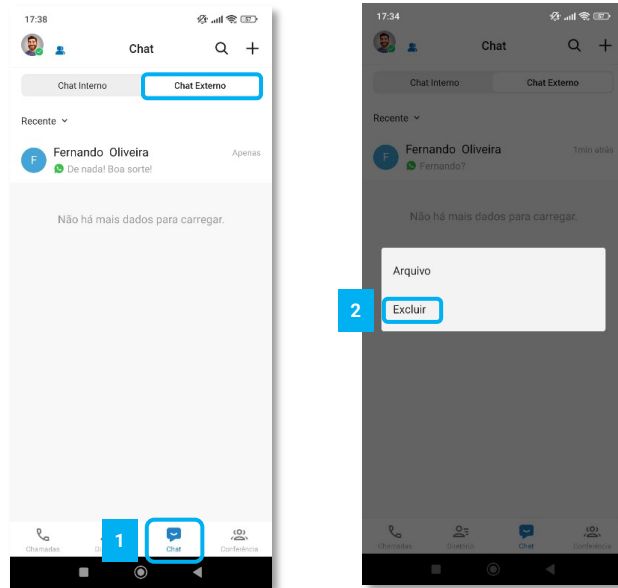 17:38
57
Chat
Chat Interno
Chat Externo
Recente
F
Fernando Oliveira
Apenas
De nada! Boa sorte!
Não há mais dados para carregar.
1
Chamadas
Chat
Conferência
17:34
57
Chat
Chat Interno
Chat Externo
Recente
F
Fernando Oliveira
1min atrás
Fernando?
Não há mais dados para carregar.
Arquivo
2
Excluir
Chamadas
Diretório
Chat
Conferência